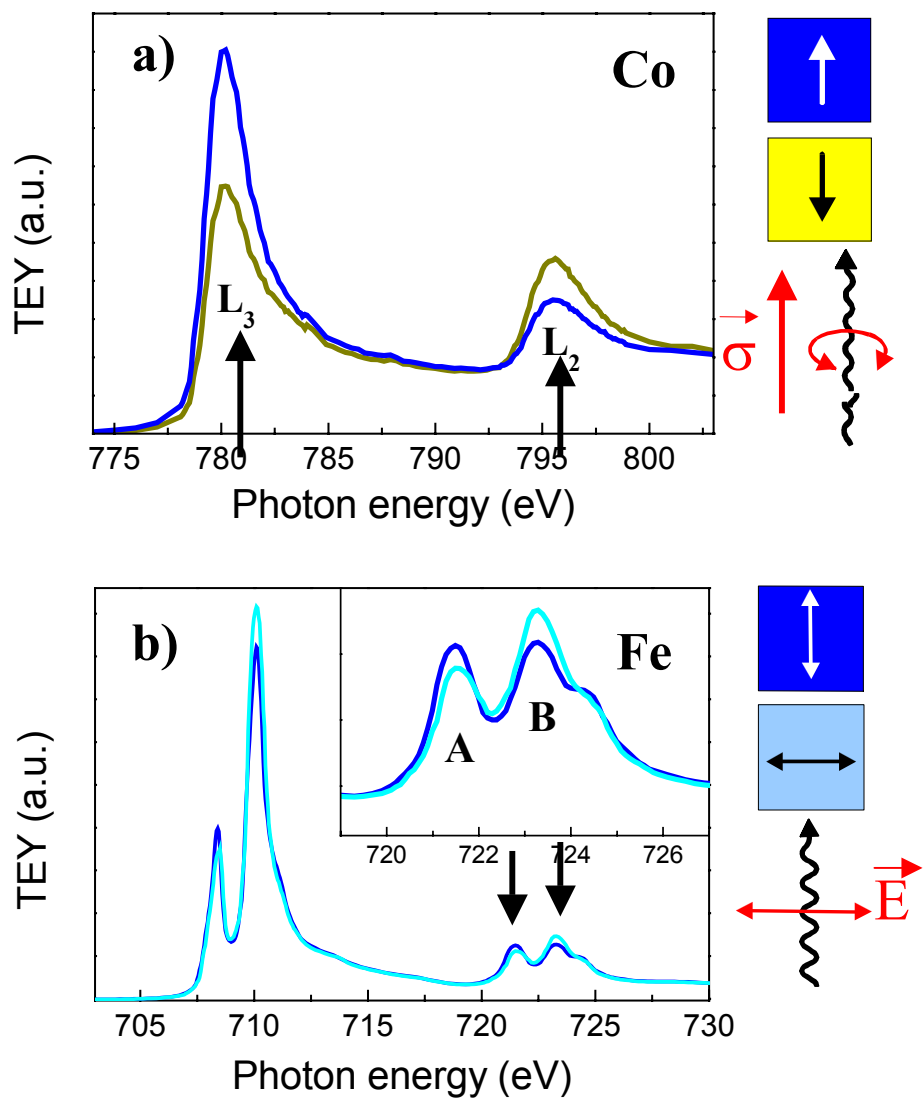 a)
Co
TEY (a.u.)
L3
L2
σ
775 780 785 790 795 800
Photon energy (eV)
b)
Fe
TEY (a.u.)
A
B
720 722 724 726
E
705 710 715 720 725 730
Photon energy (eV)